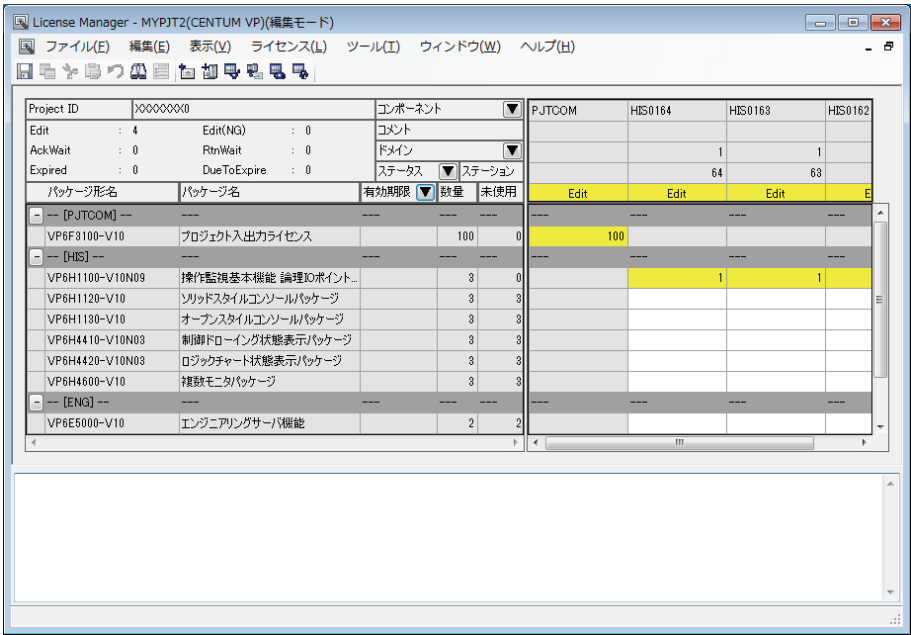 License Manager - MYPJT2(CENTUM VP)(編集モード)
ファイル(F) 編集(E) 表示(V) ライセンス(L) ツール(T) ウィンドウ(W) ヘルプ(H)
Project ID XXXXXXX0 コンポーネント PJTCOM HIS0164 HIS0163 HIS0162
Edit : 4 Edit(NG) : 0 コメント
AckWait : 0 RtnWait : 0 ドメイン 1 1
Expired : 0 DueToExpire : 0 ステータス ステーション 64 63
パッケージ形名 パッケージ名 有効期限 数量 未使用 Edit Edit Edit E
- -- [PJTCOM] -- --- --- --- --- --- --- --- ---
VP6F3100-V10 プロジェクト入出力ライセンス 100 0 100
- -- [HIS] -- --- --- --- --- --- --- --- ---
VP6H1100-V10N09 操作監視基本機能 論理IOポイント... 3 0 1 1
VP6H1120-V10 ソリッドスタイルコンソールパッケージ 3 3
VP6H1130-V10 オープンスタイルコンソールパッケージ 3 3
VP6H4410-V10N03 制御ドローイング状態表示パッケージ 3 3
VP6H4420-V10N03 ロジックチャート状態表示パッケージ 3 3
VP6H4600-V10 複数モニタパッケージ 3 3
- -- [ENG] -- --- --- --- --- --- --- --- ---
VP6E5000-V10 エンジニアリングサーバ機能 2 2